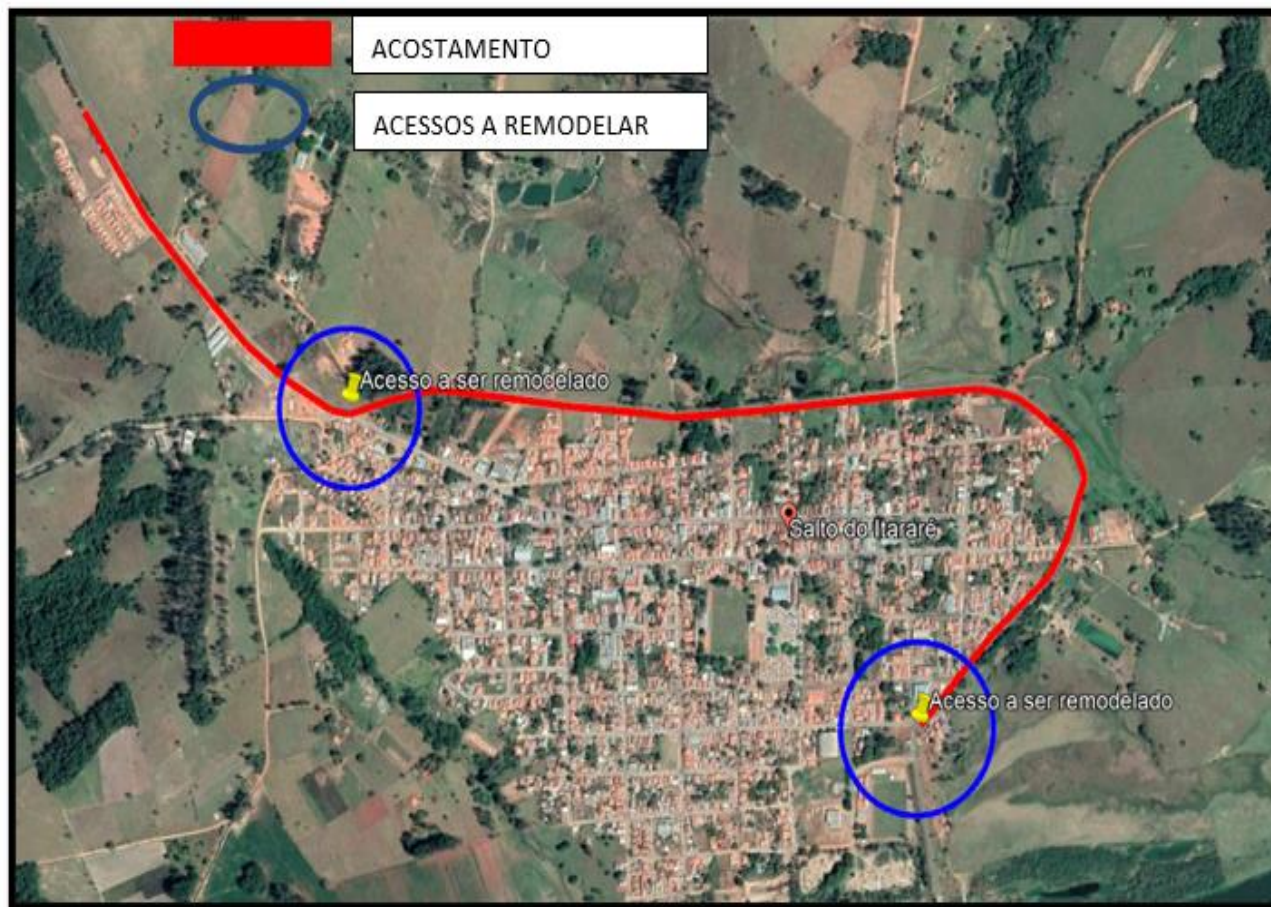 ACOSTAMENTO
ACESSOS A REMODELAR
Acesso a ser remodelado
Salto do Itararé
Acesso a ser remodelado